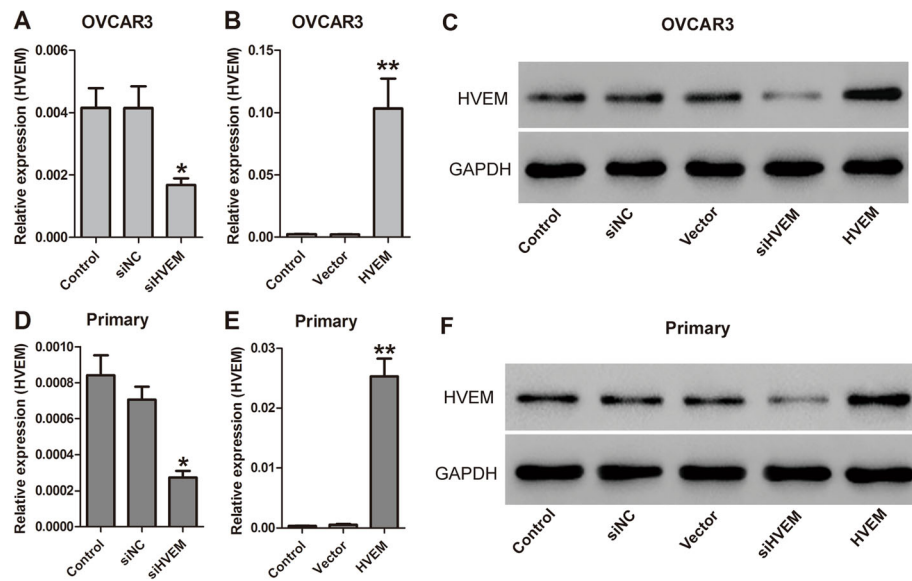 A
OVCAR3
Relative expression (HVEM)
0.006
0.004
0.002
0.000
*
Control
siNC
siHVEM
B
OVCAR3
Relative expression (HVEM)
0.15
0.10
0.05
0.00
**
Control
Vector
HVEM
C
OVCAR3
HVEM
GAPDH
Control
siNC
Vector
siHVEM
HVEM
D
Primary
Relative expression (HVEM)
0.0010
0.0008
0.0006
0.0004
0.0002
0.0000
*
Control
siNC
siHVEM
E
Primary
Relative expression (HVEM)
0.03
0.02
0.01
0.00
**
Control
Vector
HVEM
F
Primary
HVEM
GAPDH
Control
siNC
Vector
siHVEM
HVEM